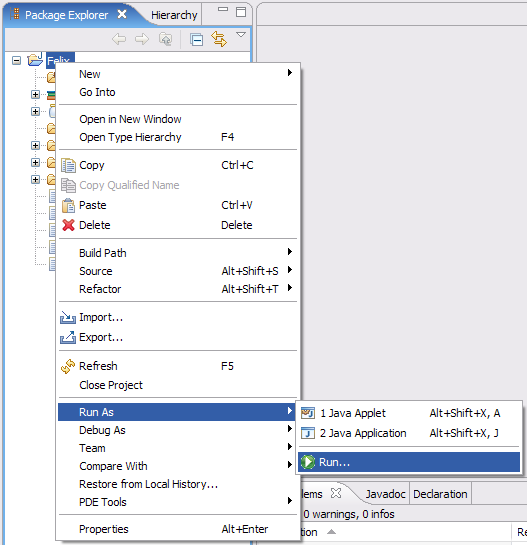 Package Explorer Hierarchy
Felix
New
Go Into
Open in New Window
Open Type Hierarchy F4
Copy Ctrl+C
Copy Qualified Name
Paste Ctrl+V
Delete Delete
Build Path
Source Alt+Shift+S
Refactor Alt+Shift+T
Import...
Export...
Refresh F5
Close Project
Run As
1 Java Applet Alt+Shift+X, A
Debug As
2 Java Application Alt+Shift+X, J
Team
Compare With
Run...
Restore from Local History...
PDE Tools
lems Javadoc Declaration
0 warnings, 0 infos
Properties Alt+Enter
tion Re